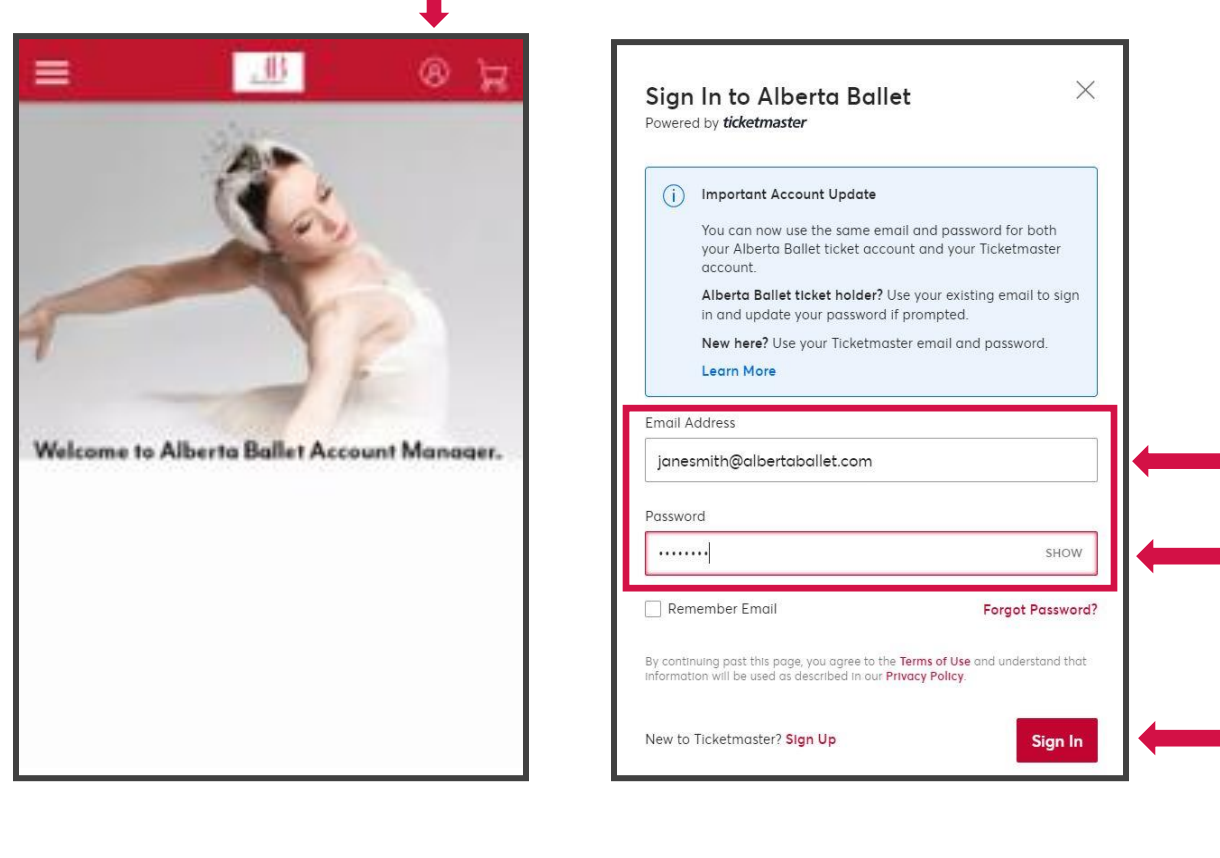 AB
Welcome to Alberta Ballet Account Manager.
Sign In to Alberta Ballet
Powered by ticketmaster
Important Account Update
You can now use the same email and password for both
your Alberta Ballet ticket account and your Ticketmaster
account.
Alberta Ballet ticket holder? Use your existing email to sign
in and update your password if prompted.
New here? Use your Ticketmaster email and password.
Learn More
Email Address
janesmith@albertaballet.com
Password
••••••••
SHOW
Remember Email
Forgot Password?
By continuing past this page, you agree to the Terms of Use and understand that
information will be used as described in our Privacy Policy.
New to Ticketmaster? Sign Up
Sign In